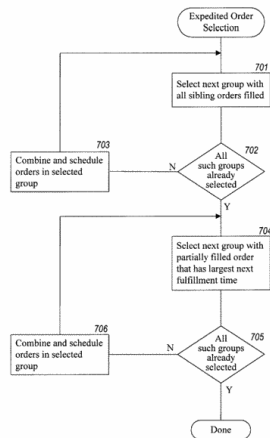 Expedited Order
Selection
701
Select next group with
all sibling orders filled
703
Combine and schedule
orders in selected
group
N
702
All
such groups
already
selected
Y
704
Select next group with
partially filled order
that has largest next
fulfillment time
706
Combine and schedule
orders in selected
group
N
705
All
such groups
already
selected
Y
Done